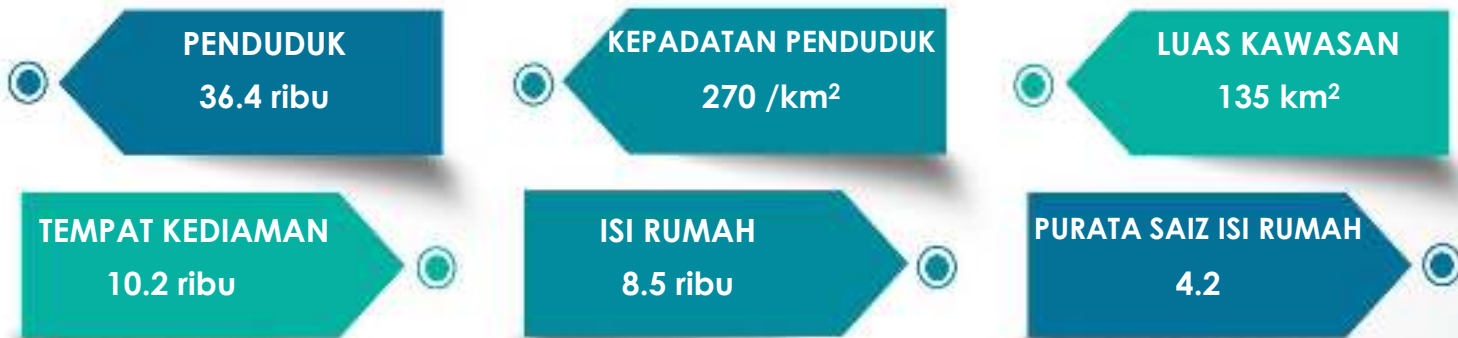 PENDUDUK
36.4 ribu
KEPADATAN PENDUDUK
270 /km²
LUAS KAWASAN
135 km²
TEMPAT KEDIAMAN
10.2 ribu
ISI RUMAH
8.5 ribu
PURATA SAIZ ISI RUMAH
4.2